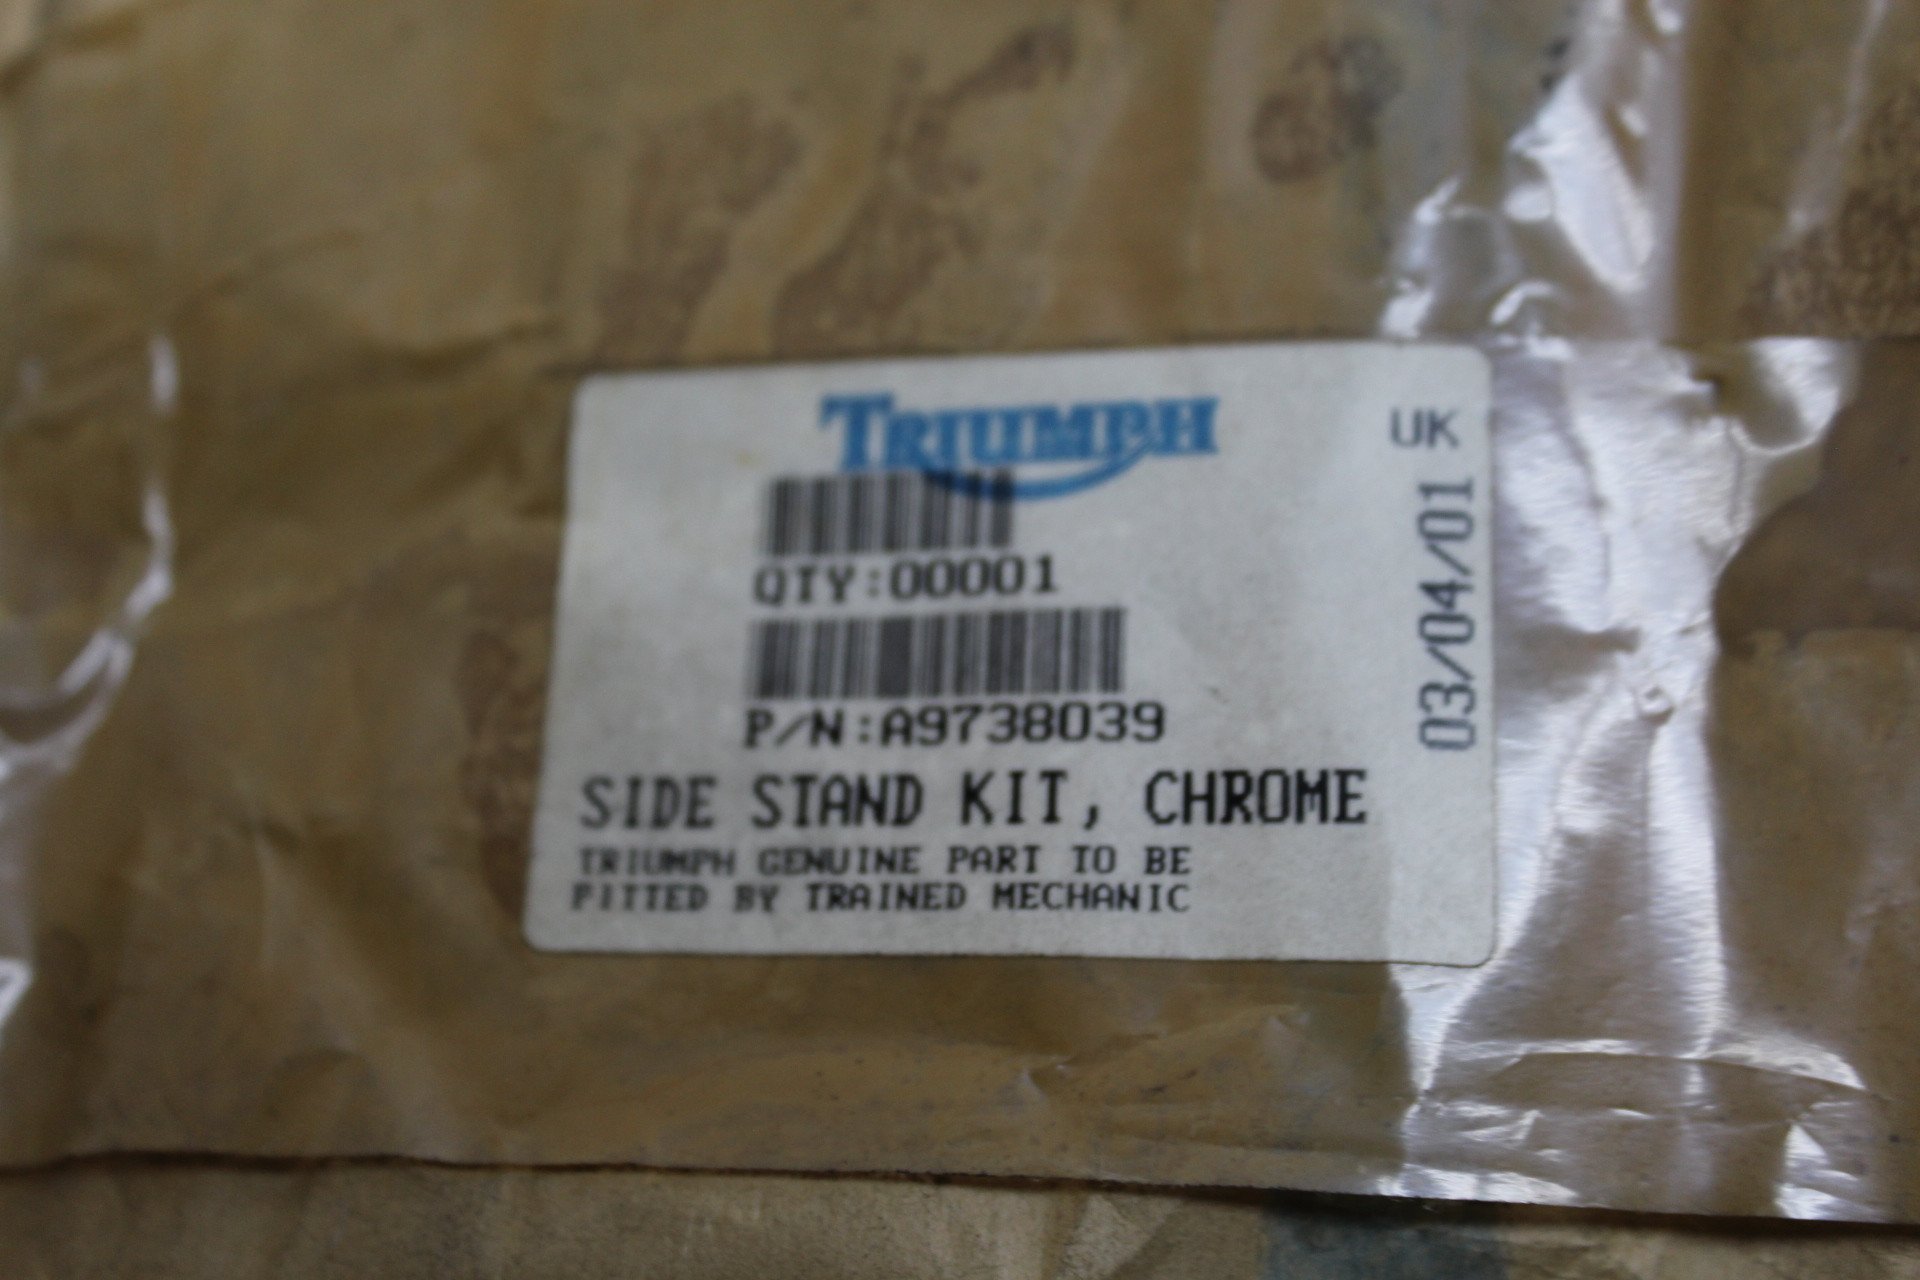 TRIUMPH
UK
03/04/01
QTY:00001
P/N:A9738039
SIDE STAND KIT, CHROME
TRIUMPH GENUINE PART TO BE
FITTED BY TRAINED MECHANIC